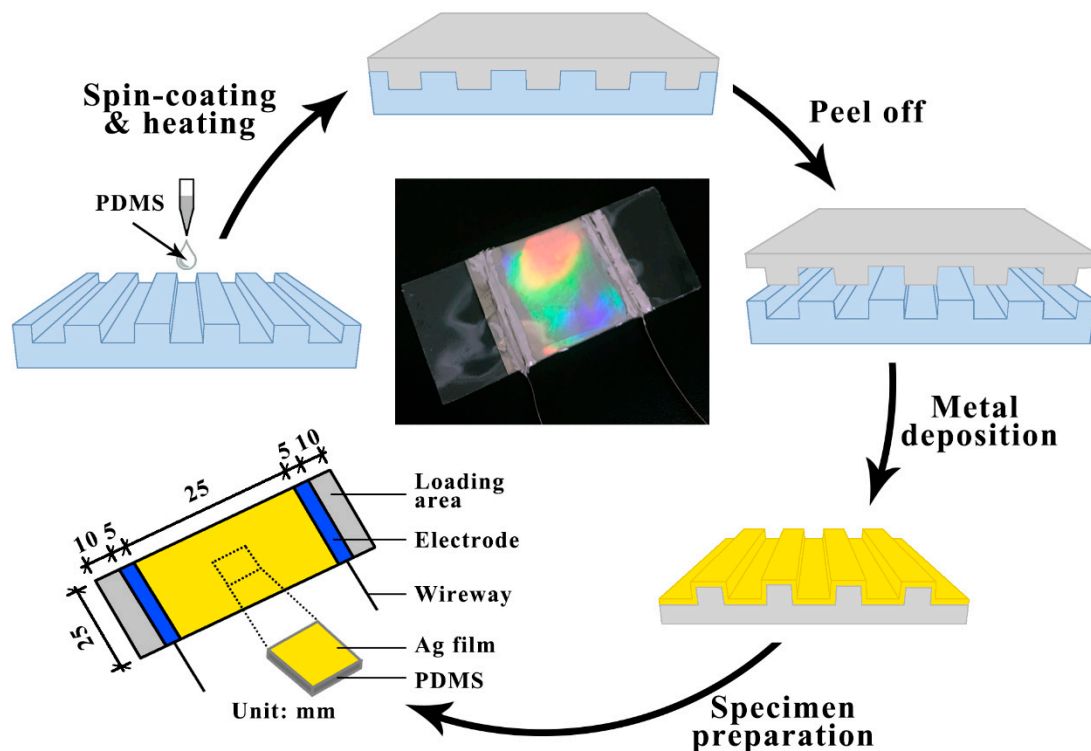 Spin-coating
& heating
Peel off
PDMS
Metal
deposition
10
5
25
5
10
25
Loading
area
Electrode
Wireway
Ag film
PDMS
Unit: mm
Specimen
preparation